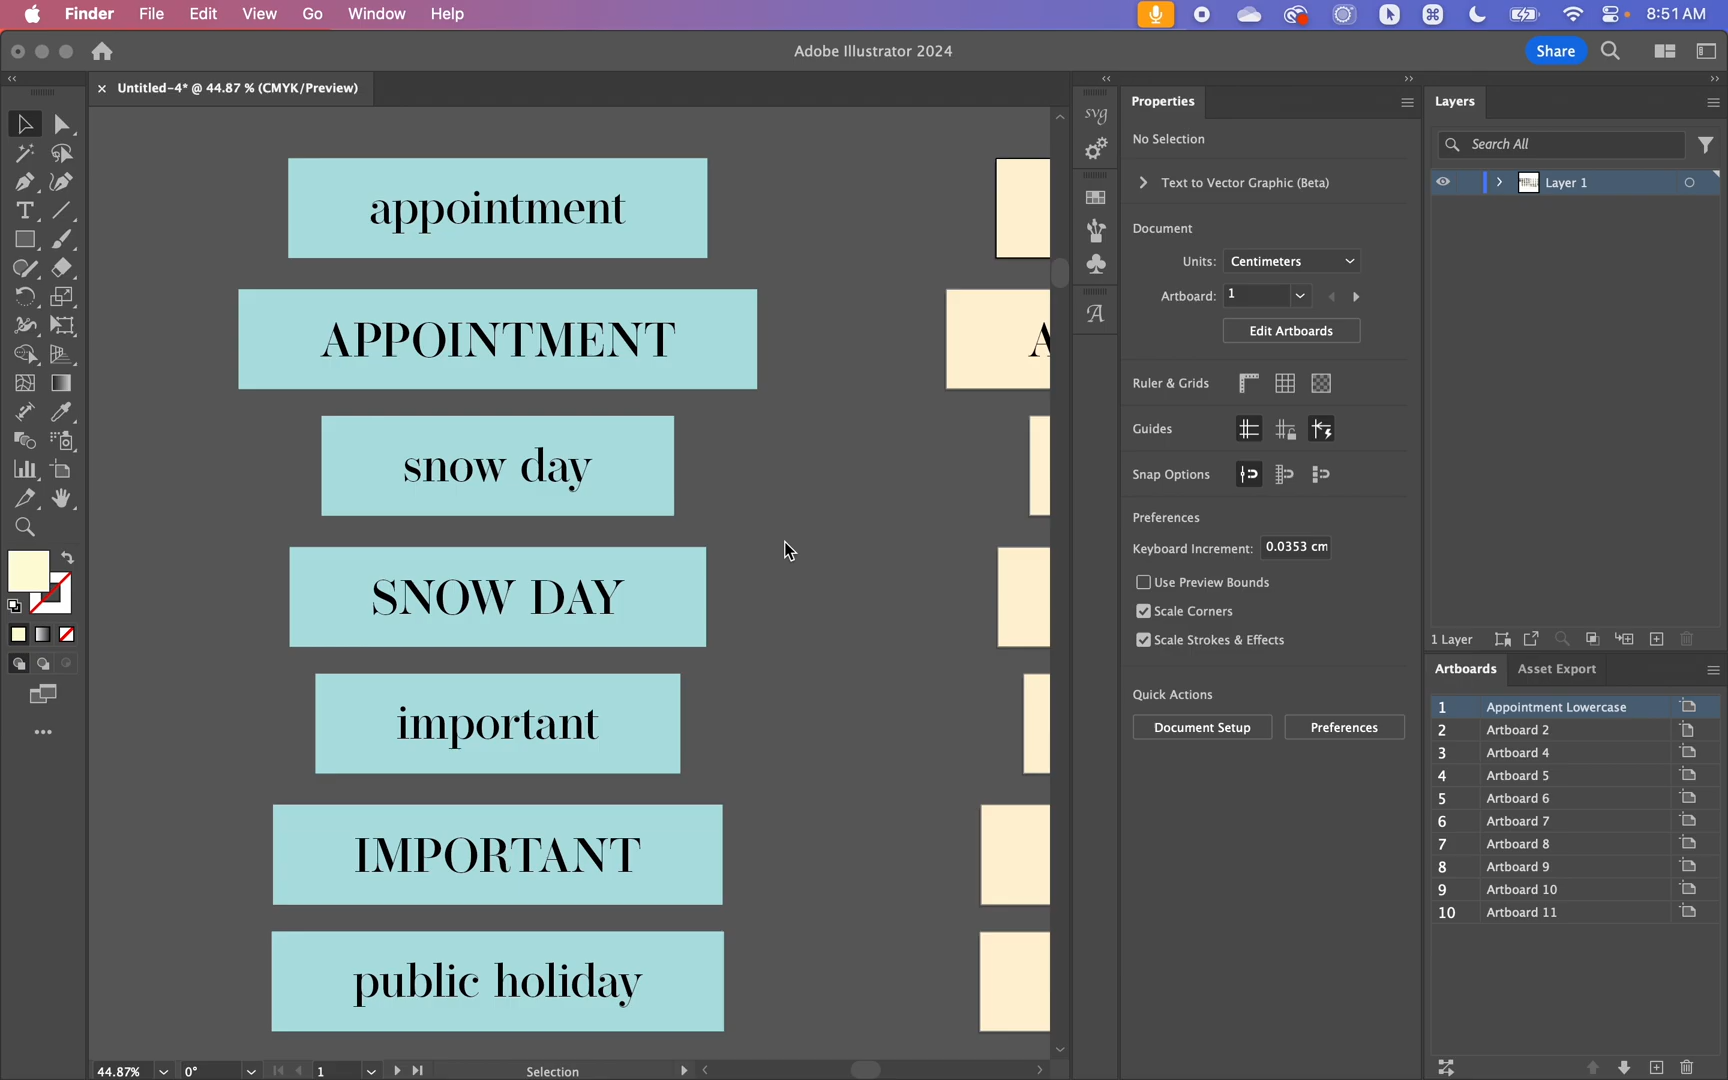 Finder File Edit View Go Window Help 8:51 AM
Adobe Illustrator 2024 Share
Untitled-4* @ 44.87 % (CMYK/Preview)
appointment
APPOINTMENT
A
snow day
SNOW DAY
important
IMPORTANT
public holiday
44.87% 0° 1 Selection
svg
A
Properties
No Selection
Text to Vector Graphic (Beta)
Document
Units: Centimeters
Artboard: 1
Edit Artboards
Ruler & Grids
Guides
Snap Options
Preferences
Keyboard Increment: 0.0353 cm
Use Preview Bounds
Scale Corners
Scale Strokes & Effects
Quick Actions
Document Setup Preferences
Layers
Search All
Layer 1
1 Layer
Artboards Asset Export
1 Appointment Lowercase
2 Artboard 2
3 Artboard 4
4 Artboard 5
5 Artboard 6
6 Artboard 7
7 Artboard 8
8 Artboard 9
9 Artboard 10
10 Artboard 11